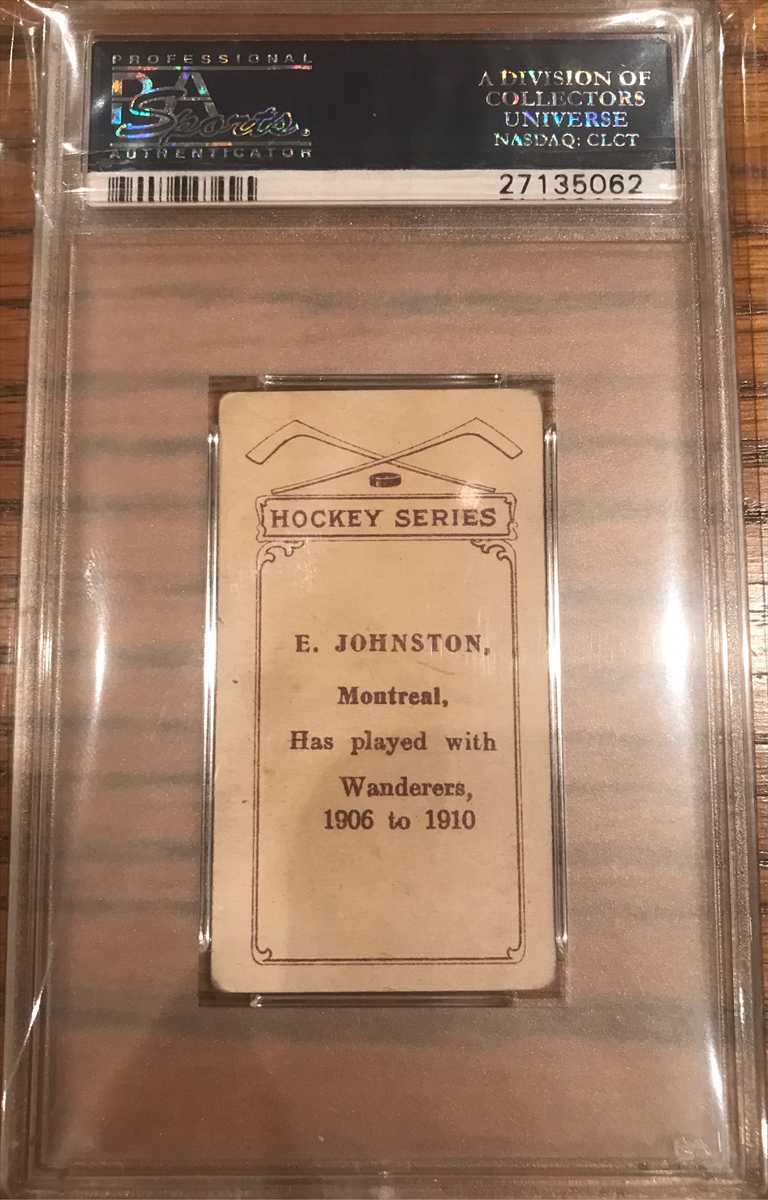 PROFESSIONAL
PSA
Sports.
AUTHENTICATOR
A DIVISION OF
COLLECTORS
UNIVERSE
NASDAQ: CLCT
27135062
HOCKEY SERIES
E. JOHNSTON,
Montreal,
Has played with
Wanderers,
1906 to 1910